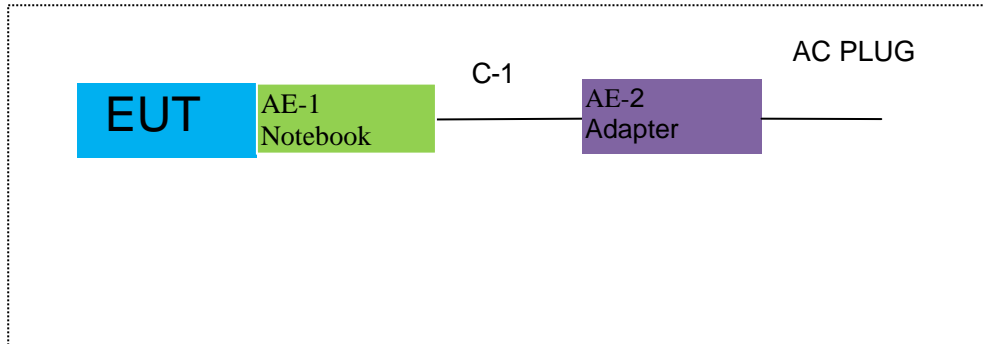 AC PLUG
C-1
EUT
AE-1
Notebook
AE-2
Adapter